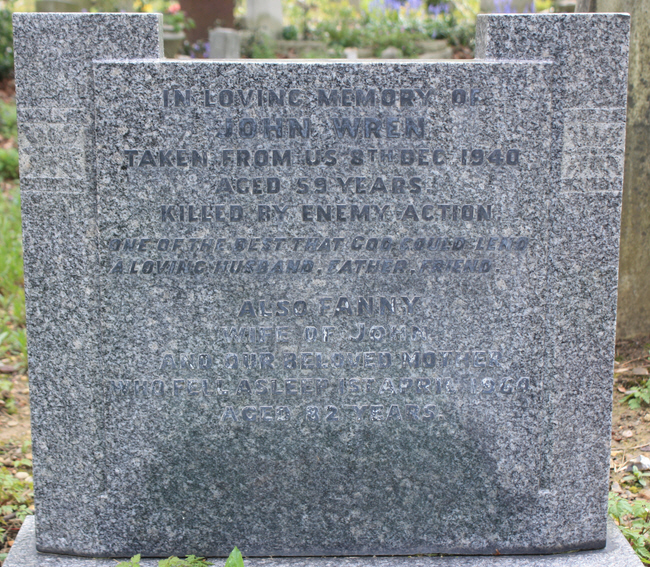 IN LOVING MEMORY OF
JOHN WREN
TAKEN FROM US 8TH DEC 1940
AGED 59 YEARS
KILLED BY ENEMY ACTION
ONE OF THE BEST THAT GOD COULD LEND
A LOVING HUSBAND, FATHER, FRIEND.
ALSO FANNY
WIFE OF JOHN
AND OUR BELOVED MOTHER
WHO FELL ASLEEP 1ST APRIL
AGED 82 YEARS